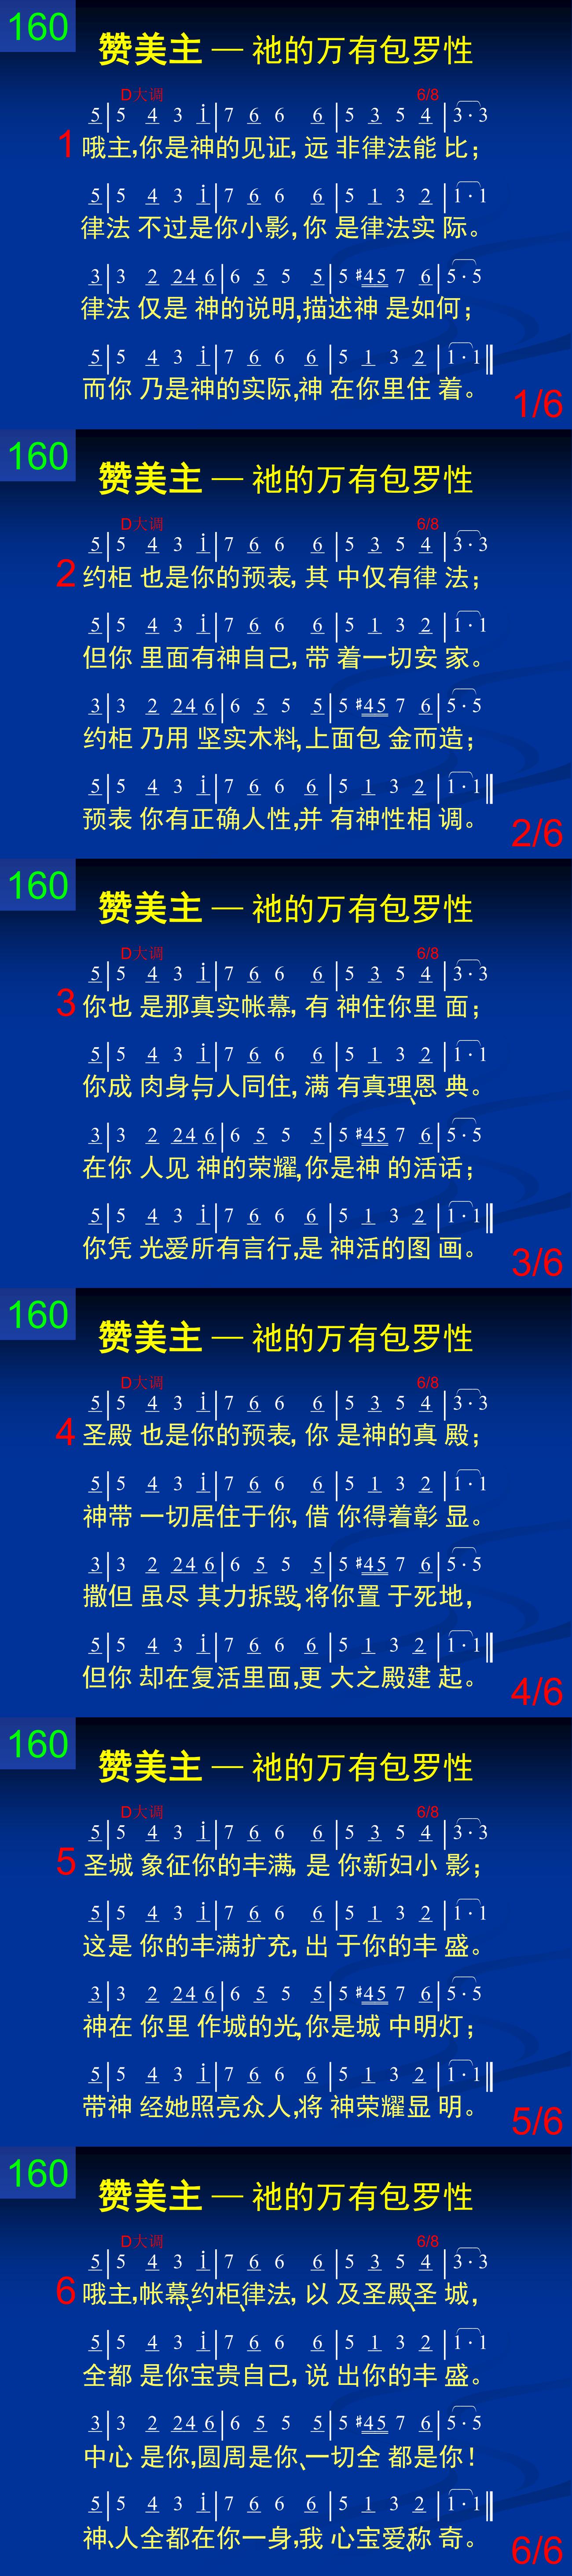 160
赞美主 — 祂的万有包罗性
D大调 6/8
5|5 4 3 i|7 6 6 6|5 3 5 4|3·3
1 哦主,你是神的见证, 远 非律法能 比；
5|5 4 3 i|7 6 6 6|5 1 3 2|1·1
律法 不过是你小影, 你 是律法实 际。
3|3 2 24 6|6 5 5 5|5 #45 7 6|5·5
律法 仅是 神的说明,描述神 是如何；
5|5 4 3 i|7 6 6 6|5 1 3 2|1·1‖
而你 乃是神的实际,神 在你里住 着。
1/6
160
赞美主 — 祂的万有包罗性
D大调 6/8
5|5 4 3 i|7 6 6 6|5 3 5 4|3·3
2 约柜 也是你的预表, 其 中仅有律 法；
5|5 4 3 i|7 6 6 6|5 1 3 2|1·1
但你 里面有神自己, 带 着一切安 家。
3|3 2 24 6|6 5 5 5|5 #45 7 6|5·5
约柜 乃用 坚实木料,上面包 金而造；
5|5 4 3 i|7 6 6 6|5 1 3 2|1·1‖
预表 你有正确人性,并 有神性相 调。
2/6
160
赞美主 — 祂的万有包罗性
D大调 6/8
5|5 4 3 i|7 6 6 6|5 3 5 4|3·3
3 你也 是那真实帐幕, 有 神住你里 面；
5|5 4 3 i|7 6 6 6|5 1 3 2|1·1
你成 肉身,与人同住, 满 有真理、恩 典。
3|3 2 24 6|6 5 5 5|5 #45 7 6|5·5
在你 人见 神的荣耀,你是神 的活话；
5|5 4 3 i|7 6 6 6|5 1 3 2|1·1‖
你凭 光、爱所有言行,是 神活的图 画。
3/6
160
赞美主 — 祂的万有包罗性
D大调 6/8
5|5 4 3 i|7 6 6 6|5 3 5 4|3·3
4 圣殿 也是你的预表, 你 是神的真 殿；
5|5 4 3 i|7 6 6 6|5 1 3 2|1·1
神带 一切居住于你, 借 你得着彰 显。
3|3 2 24 6|6 5 5 5|5 #45 7 6|5·5
撒但 虽尽 其力拆毁,将你置 于死地,
5|5 4 3 i|7 6 6 6|5 1 3 2|1·1‖
但你 却在复活里面,更 大之殿建 起。
4/6
160
赞美主 — 祂的万有包罗性
D大调 6/8
5|5 4 3 i|7 6 6 6|5 3 5 4|3·3
5 圣城 象征你的丰满, 是 你新妇小 影；
5|5 4 3 i|7 6 6 6|5 1 3 2|1·1
这是 你的丰满扩充, 出 于你的丰 盛。
3|3 2 24 6|6 5 5 5|5 #45 7 6|5·5
神在 你里 作城的光,你是城 中明灯；
5|5 4 3 i|7 6 6 6|5 1 3 2|1·1‖
带神 经她照亮众人,将 神荣耀显 明。
5/6
160
赞美主 — 祂的万有包罗性
D大调 6/8
5|5 4 3 i|7 6 6 6|5 3 5 4|3·3
6 哦主,帐幕、约柜、律法, 以 及圣殿、圣 城,
5|5 4 3 i|7 6 6 6|5 1 3 2|1·1
全都 是你宝贵自己, 说 出你的丰 盛。
3|3 2 24 6|6 5 5 5|5 #45 7 6|5·5
中心 是你,圆周是你、一切全 都是你！
5|5 4 3 i|7 6 6 6|5 1 3 2|1·1‖
神、人全都在你一身,我 心宝爱、称 奇。
6/6